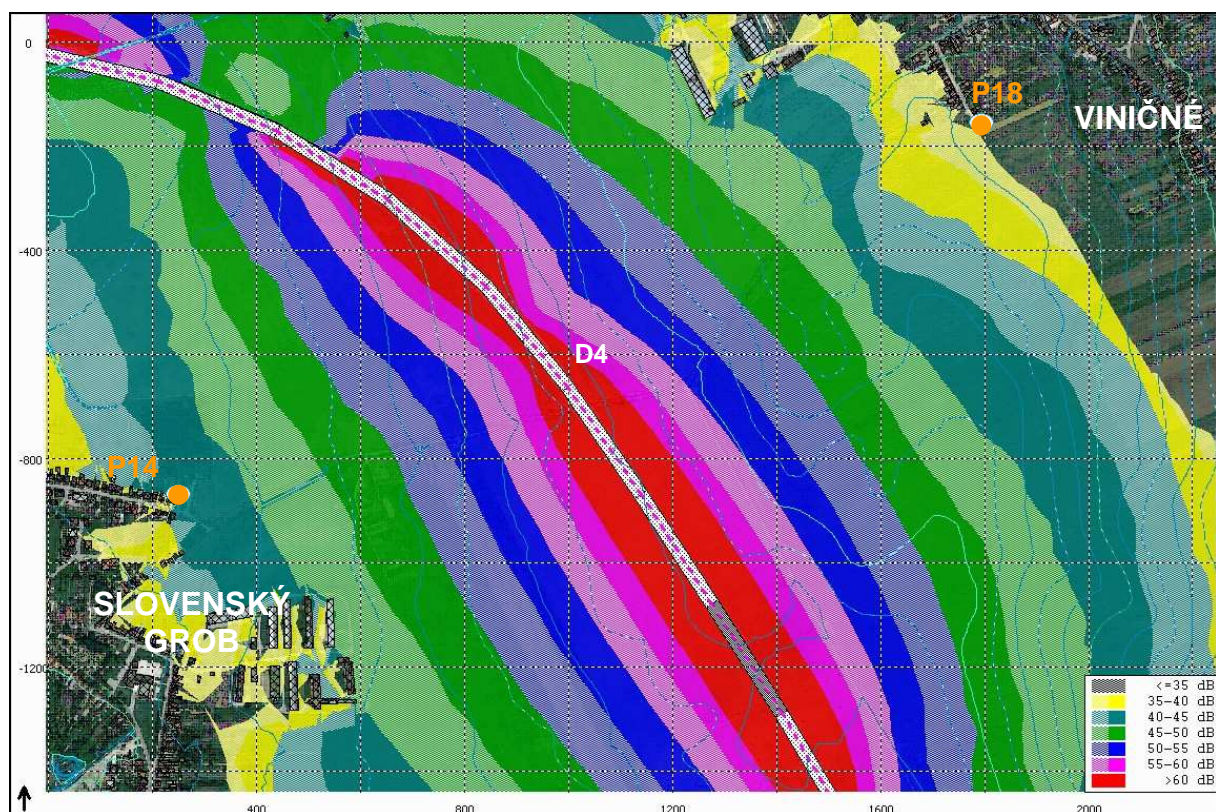 0
P18
VINIČNÉ
-400
D4
-800
P14
SLOVENSKÝ
GROB
-1200
<=35 dB
35-40 dB
40-45 dB
45-50 dB
50-55 dB
55-60 dB
>60 dB
400
800
1200
1600
2000